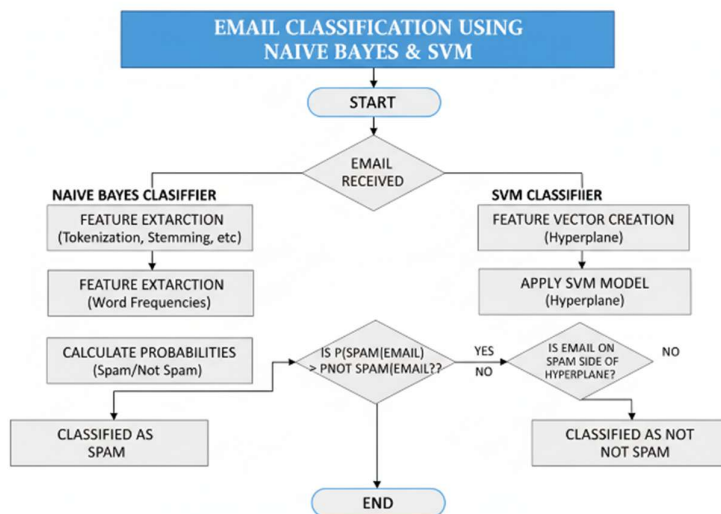 EMAIL CLASSIFICATION USING
NAIVE BAYES & SVM
START
EMAIL
RECEIVED
NAIVE BAYES CLASIFFIER
SVM CLASSIFIIER
FEATURE EXTARCTION
(Tokenization, Stemming, etc)
FEATURE VECTOR CREATION
(Hyperplane)
FEATURE EXTARCTION
(Word Frequencies)
APPLY SVM MODEL
(Hyperplane)
CALCULATE PROBABILITIES
(Spam/Not Spam)
IS P(SPAM|EMAIL)
> PNOT SPAM(EMAIL??
YES
NO
IS EMAIL ON
SPAM SIDE OF
HYPERPLANE?
NO
CLASSIFIED AS
SPAM
CLASSIFIED AS NOT
NOT SPAM
END